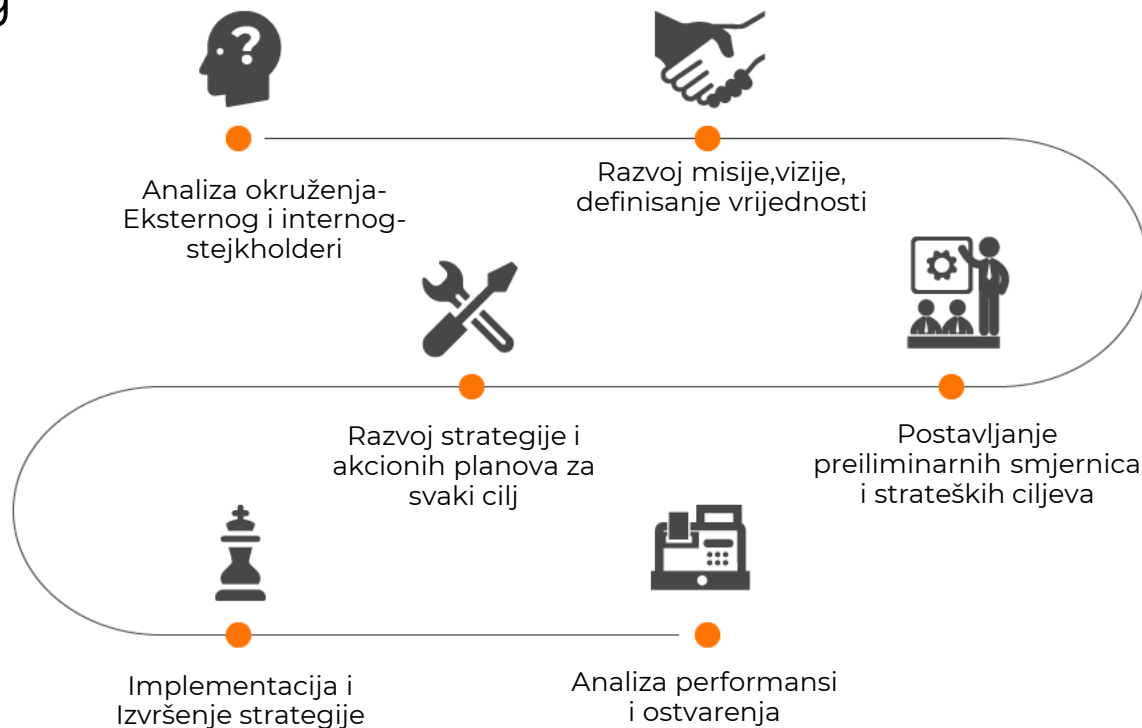 Analiza okruženja-
Eksternog i internog-
stejkholderi
Razvoj misije,vizije,
definisanje vrijednosti
Postavljanje
preiliminarnih smjernica
i strateških ciljeva
Razvoj strategije i
akcionih planova za
svaki cilj
Implementacija i
Izvršenje strategije
Analiza performansi
i ostvarenja